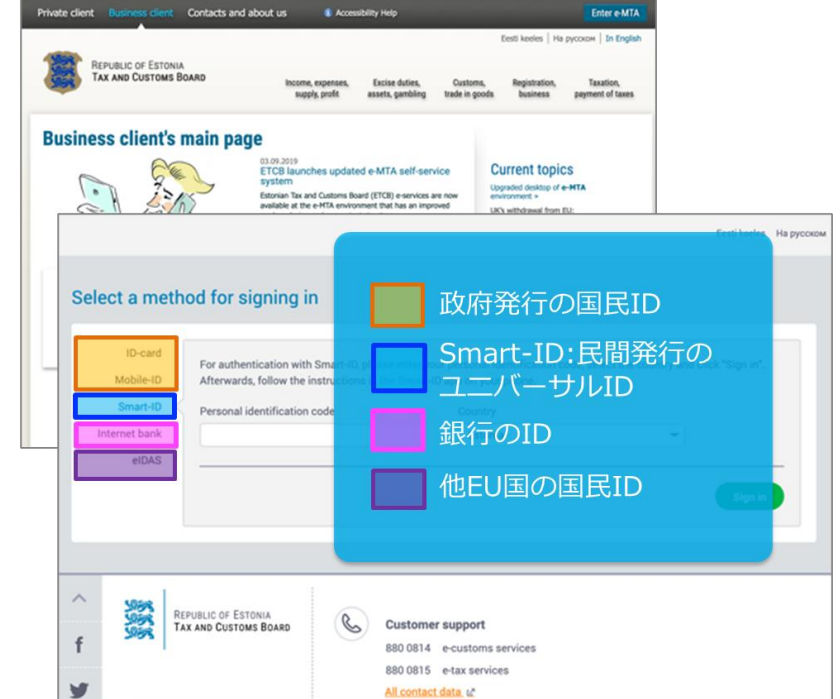 Private client Business client Contacts and about us Accessibility Help Enter e-MTA
Eesti keeles | На русском | In English
REPUBLIC OF ESTONIA
TAX AND CUSTOMS BOARD
Income, expenses, supply, profit
Excise duties, assets, gambling
Customs, trade in goods
Registration, business
Taxation, payment of taxes
Business client's main page
03.09.2019
ETCB launches updated e-MTA self-service
system
Estonian Tax and Customs Board (ETCB) e-services are now
available at the e-MTA environment that has an improved
Current topics
Upgraded desktop of e-MTA
environment »
UK's withdrawal from EU:
Eesti keeles На русском
Select a method for signing in
ID-card
Mobile-ID
Smart-ID
Internet bank
eIDAS
For authentication with Smart-ID, click "Sign in".
Afterwards, follow the instructions
Personal identification code
Country
Sign in
政府発行の国民ID
Smart-ID:民間発行の
ユニバーサルID
銀行のID
他EU国の国民ID
REPUBLIC OF ESTONIA
TAX AND CUSTOMS BOARD
Customer support
880 0814 e-customs services
880 0815 e-tax services
All contact data